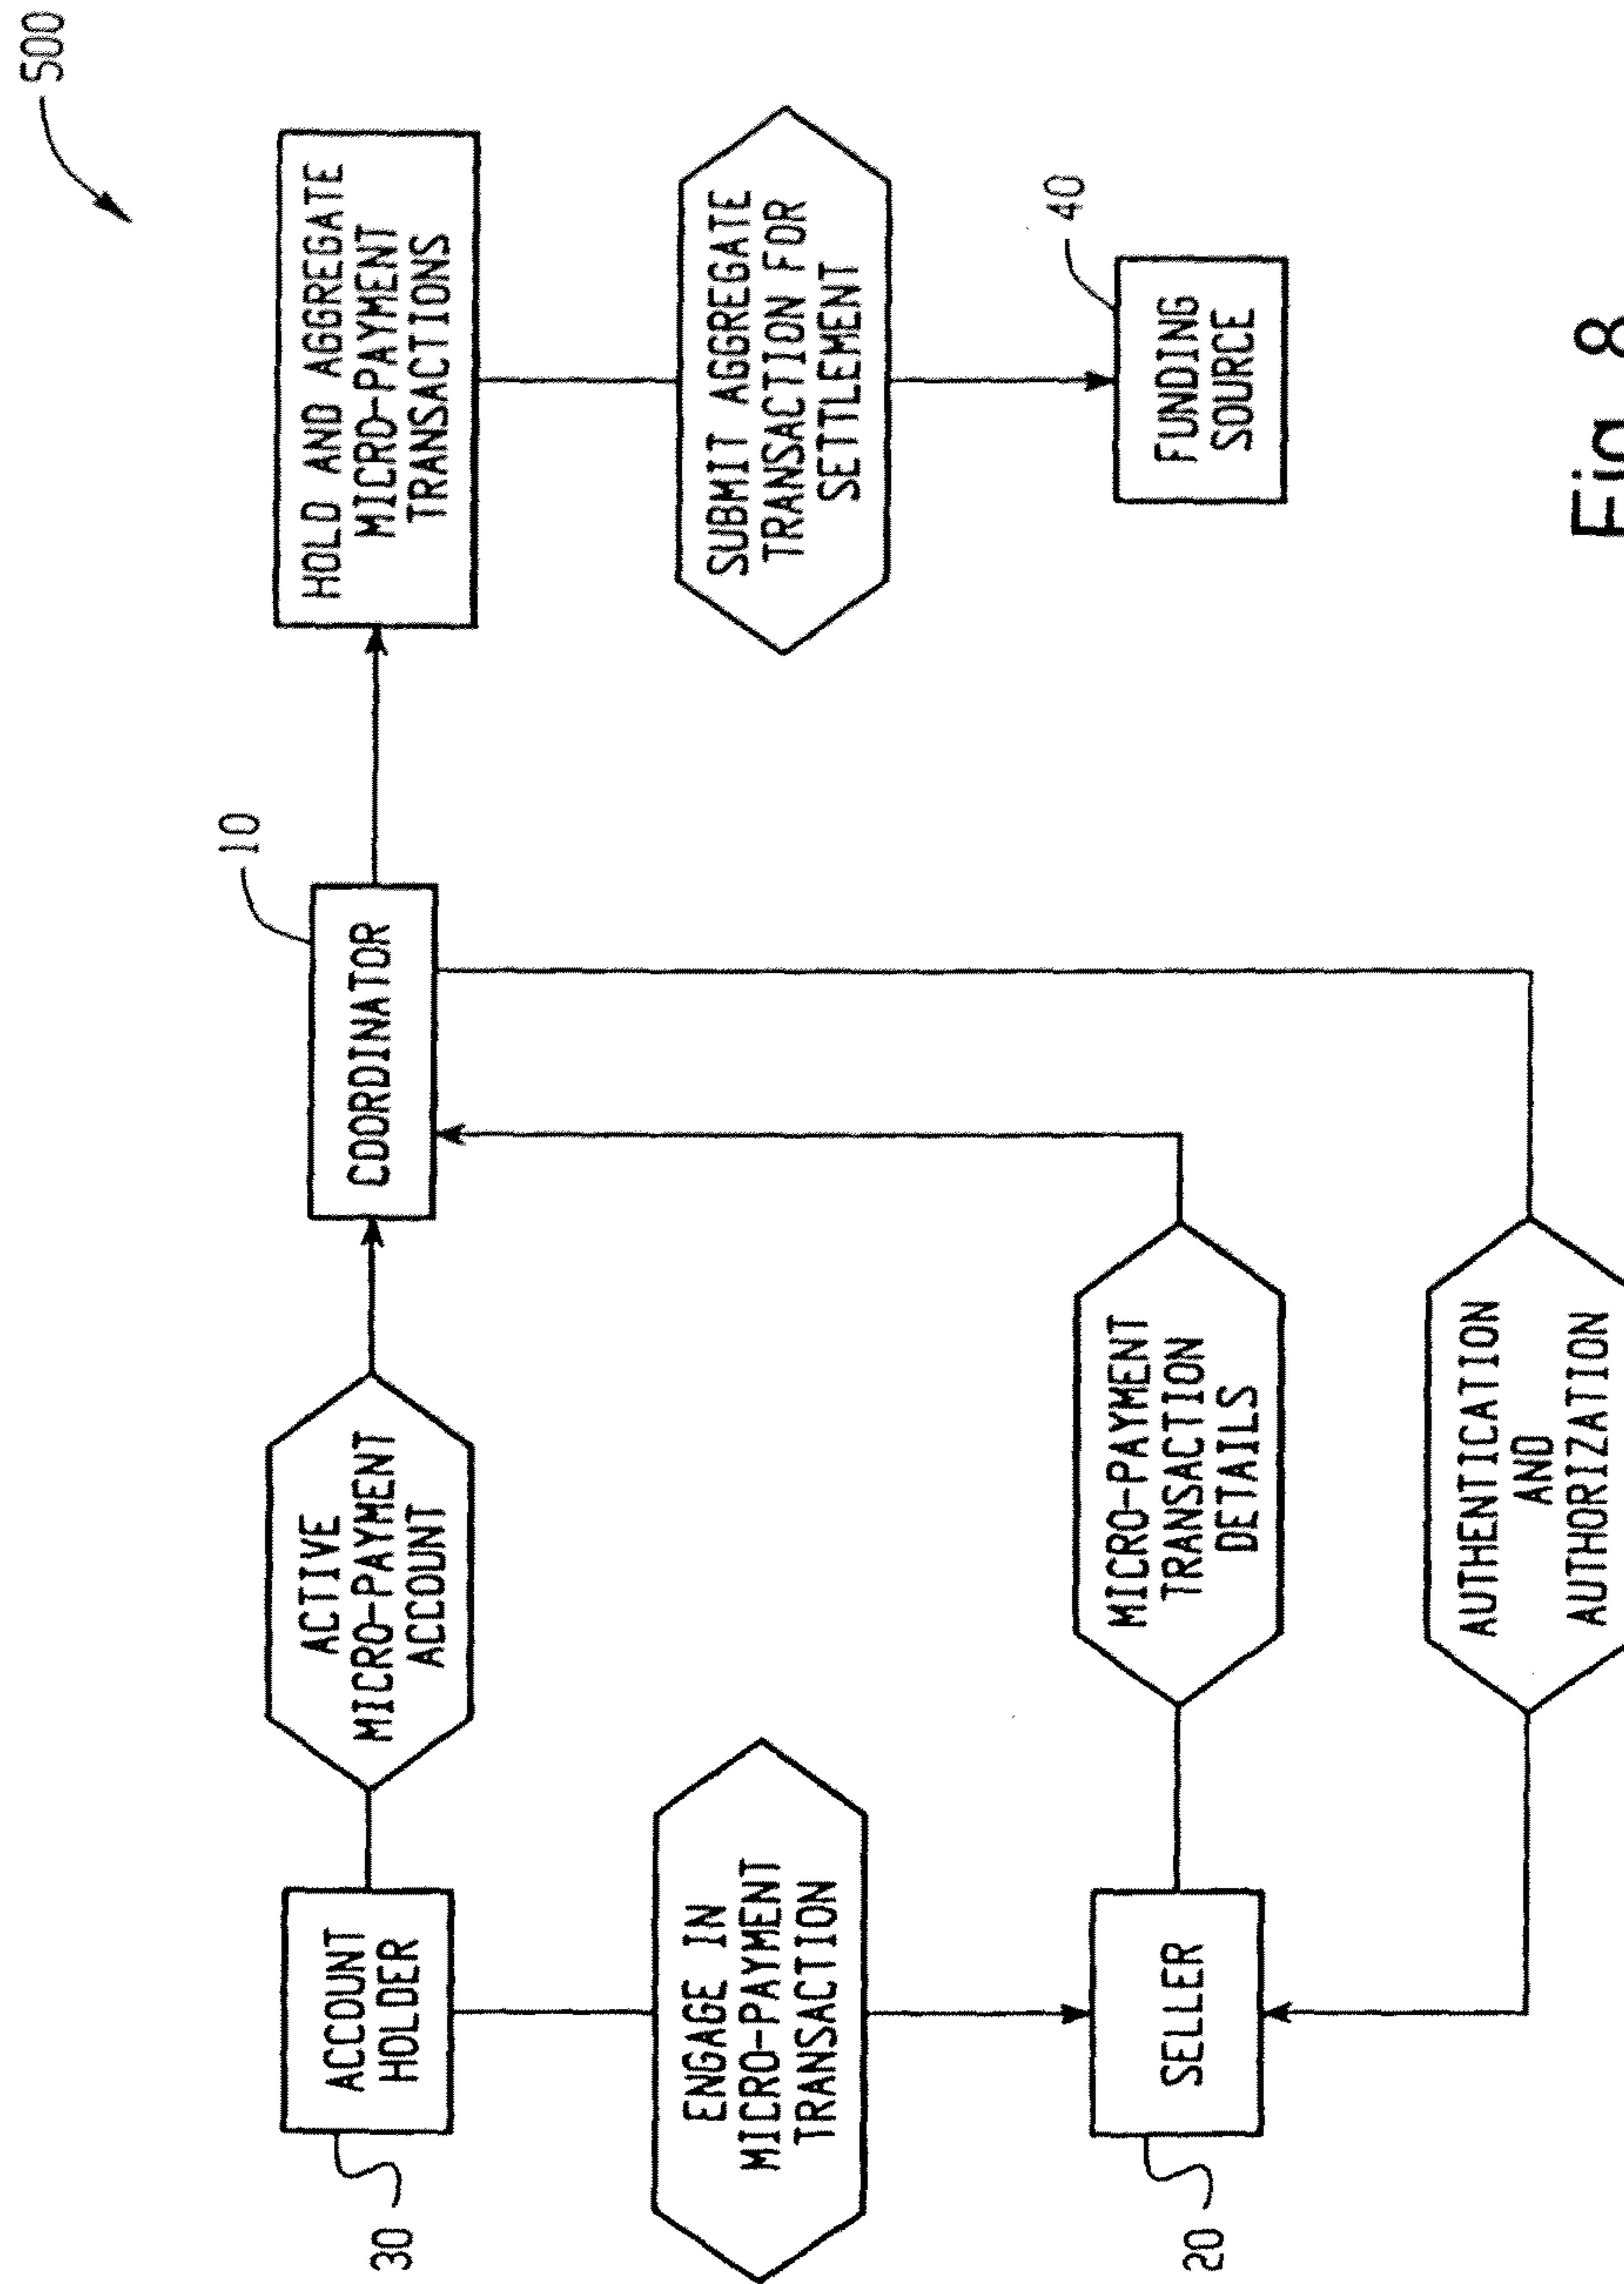 500
10
ACTIVE
MICRO-PAYMENT
ACCOUNT
HOLD AND AGGREGATE
MICRO-PAYMENT
TRANSACTIONS
ACCOUNT
HOLDER
COORDINATOR
30
ENGAGE IN
MICRO-PAYMENT
TRANSACTION
SUBMIT AGGREGATE
TRANSACTION FOR
SETTLEMENT
40
MICRO-PAYMENT
TRANSACTION
DETAILS
SELLER
FUNDING
SOURCE
20
AUTHENTICATION
AND
AUTHORIZATION
Fig. 8